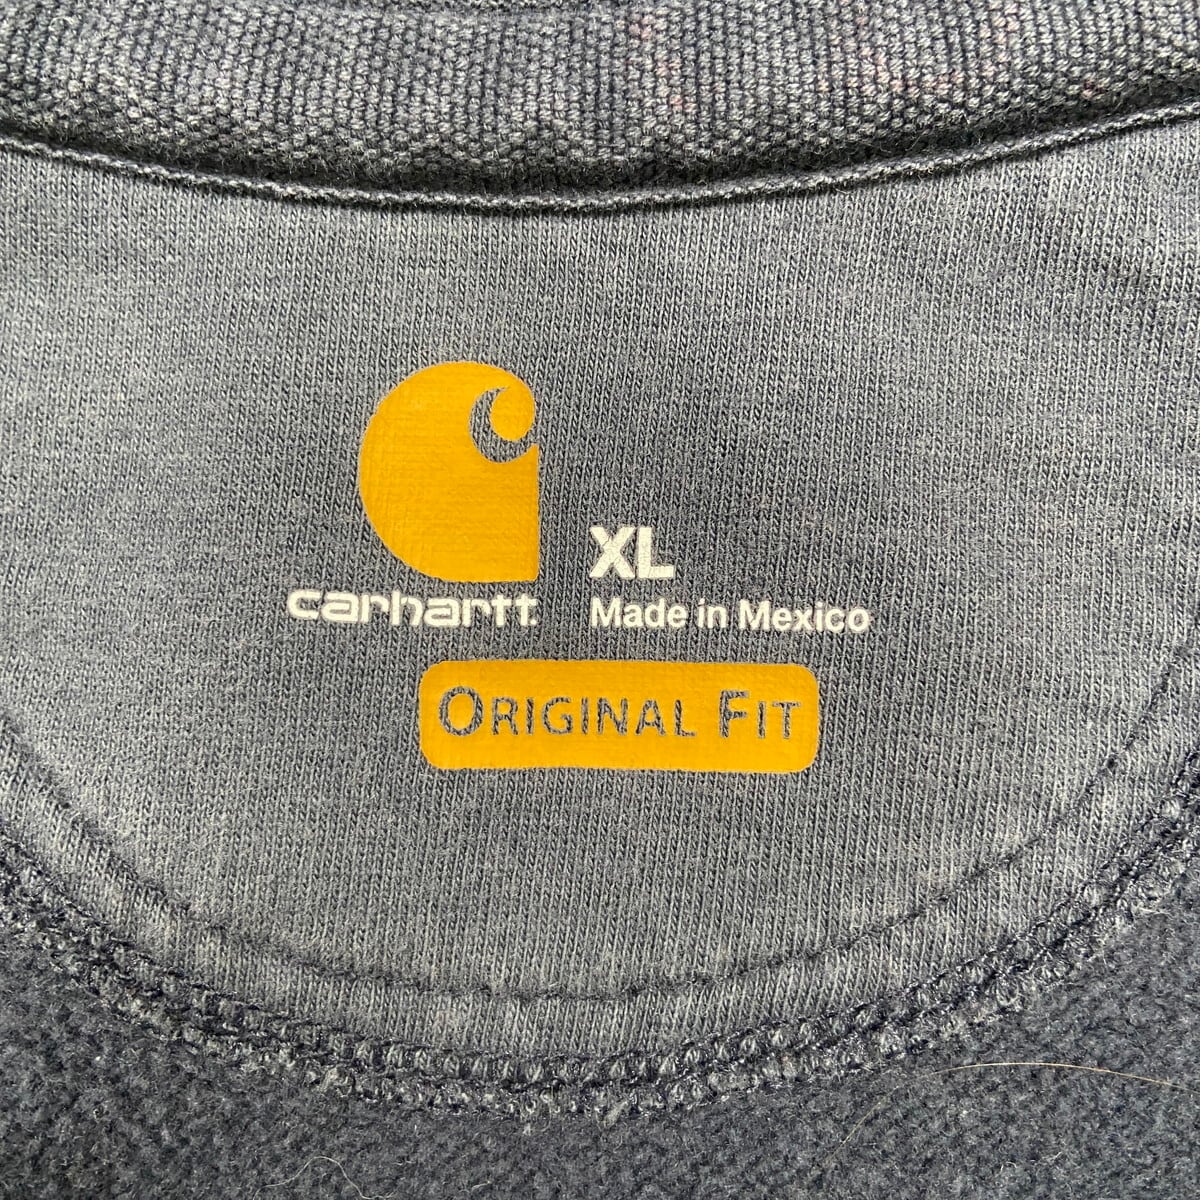 XL
carhartt.
Made in Mexico
ORIGINAL FIT